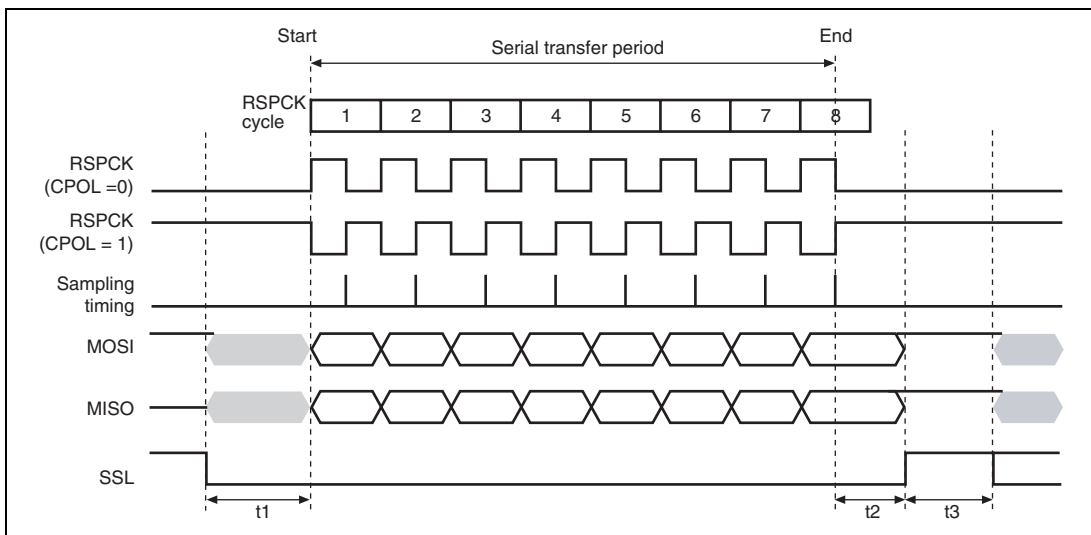 Start
Serial transfer period
End
RSPCK
cycle
1 2 3 4 5 6 7 8
RSPCK
(CPOL =0)
RSPCK
(CPOL = 1)
Sampling
timing
MOSI
MISO
SSL
t1
t2
t3